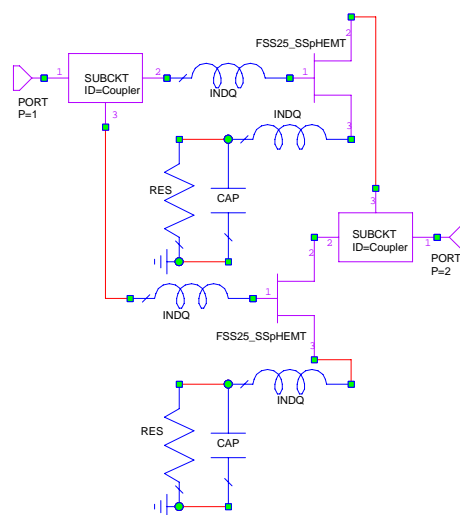 FSS25_SSpHEMT
2
1
SUBCKT
ID=Coupler
2
INDQ
1
PORT
P=1
3
INDQ
3
RES
CAP
3
2
SUBCKT
ID=Coupler
1
PORT
P=2
2
1
INDQ
FSS25_SSpHEMT
3
INDQ
RES
CAP